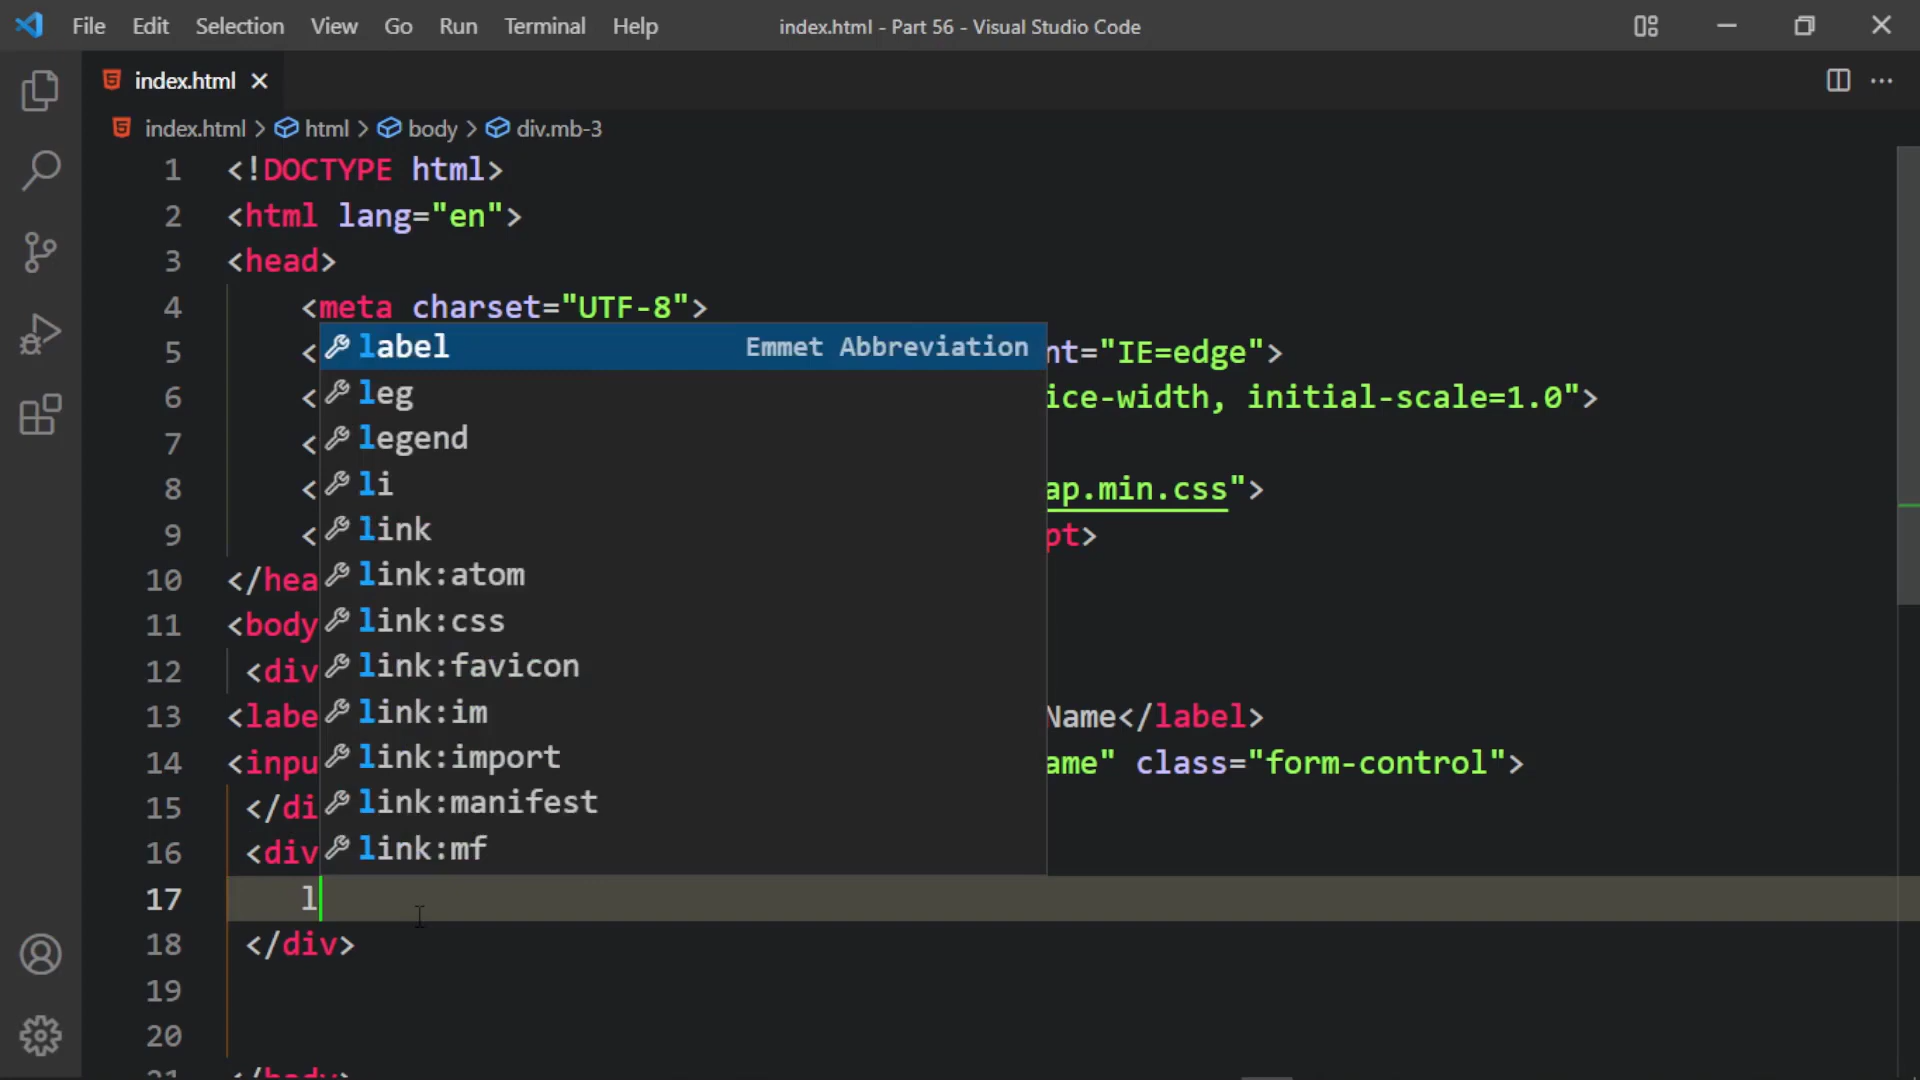 File Edit Selection View Go Run Terminal Help index.html - Part 56 - Visual Studio Code
index.html
index.html > html > body > div.mb-3
1 <!DOCTYPE html>
2 <html lang="en">
3 <head>
4 <meta charset="UTF-8">
label Emmet Abbreviation
5 < nt="IE=edge">
leg
6 < ice-width, initial-scale=1.0">
legend
7 <
li
8 < ap.min.css">
link
9 < pt>
link:atom
10 </hea
link:css
11 <body
link:favicon
12 <div
link:im
13 <labe Name</label>
link:import
14 <inpu ame" class="form-control">
link:manifest
15 </di
link:mf
16 <div
17 l
18 </div>
19
20
21 </body>